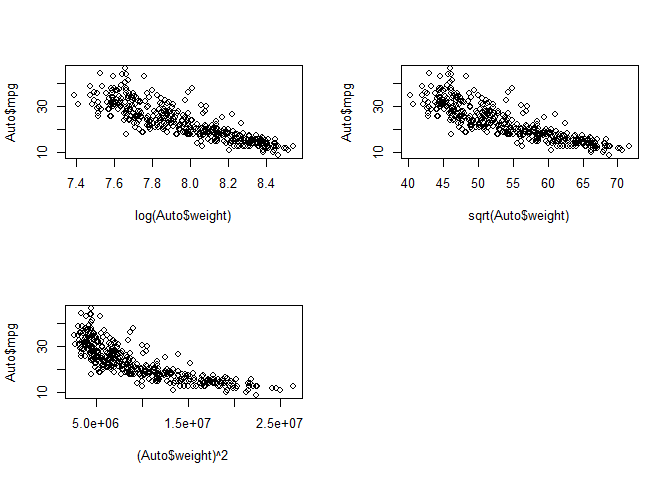 Auto$mpg
30
10
7.4 7.6 7.8 8.0 8.2 8.4
log(Auto$weight)
Auto$mpg
30
10
40 45 50 55 60 65 70
sqrt(Auto$weight)
Auto$mpg
30
10
5.0e+06 1.5e+07 2.5e+07
(Auto$weight)^2